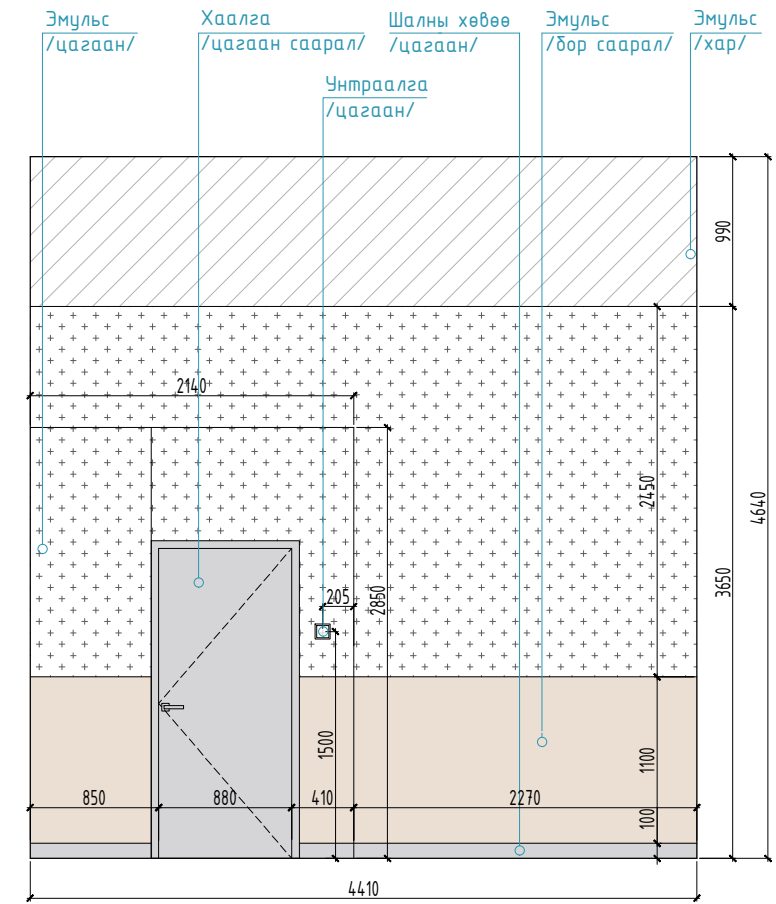 Эмульс
/цагаан/
Хаалга
/цагаан саарал/
Шалны хөвөө
/цагаан/
Эмульс
/бор саарал/
Эмульс
/хар/
Унтраалга
/цагаан/
990
2140
2450
4640
3650
2850
205
1500
1100
850
880
410
2270
100
4410